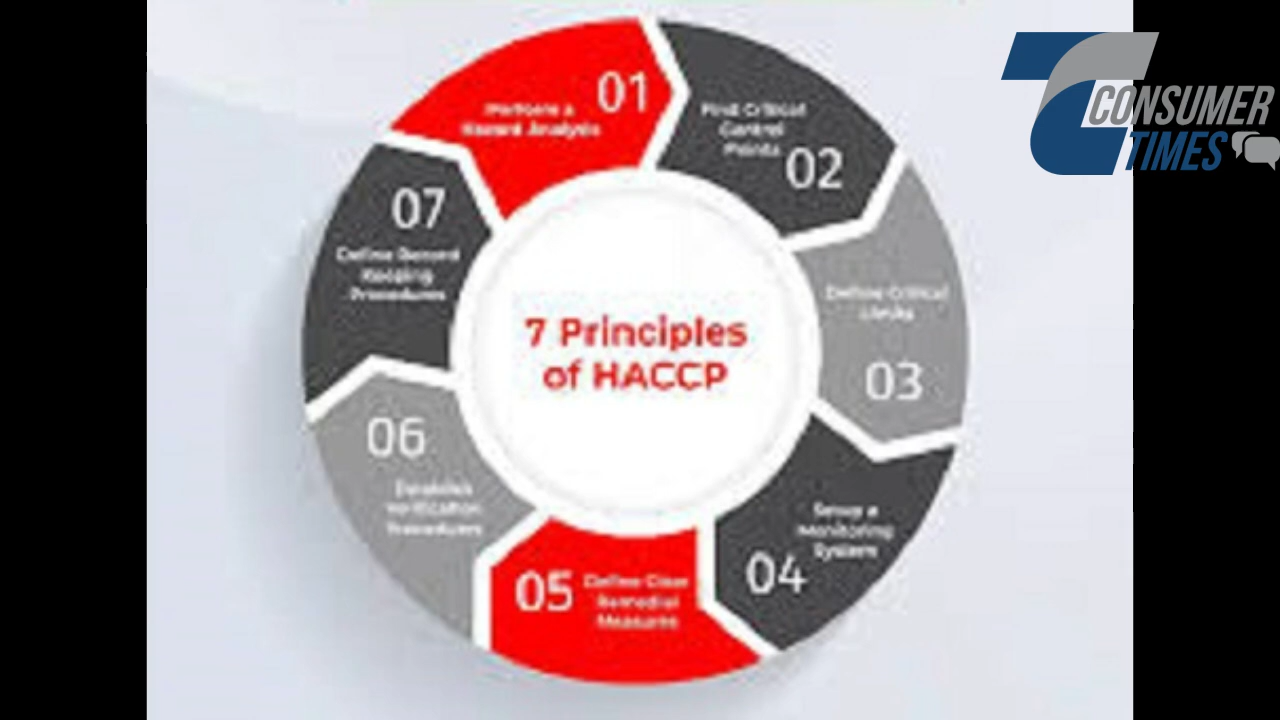 01
Perform a
Hazard Analysis
Find Critical
Control
Points
02
Define Critical
Limits
03
Setup a
Monitoring
System
04
05
Define Clear
Remedial
Measures
06
Establish
Verification
Procedures
07
Define Record
Keeping
Procedures
7 Principles
of HACCP
CONSUMER
TIMES